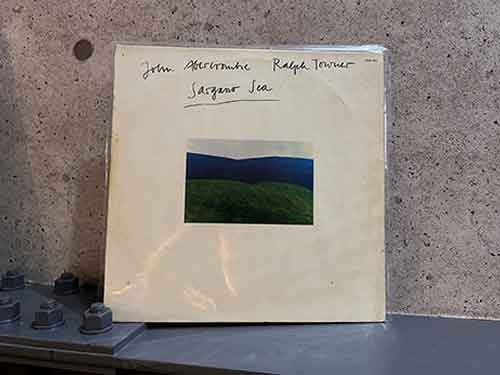 John Abercrombie Ralph Towner
Sargasso Sea